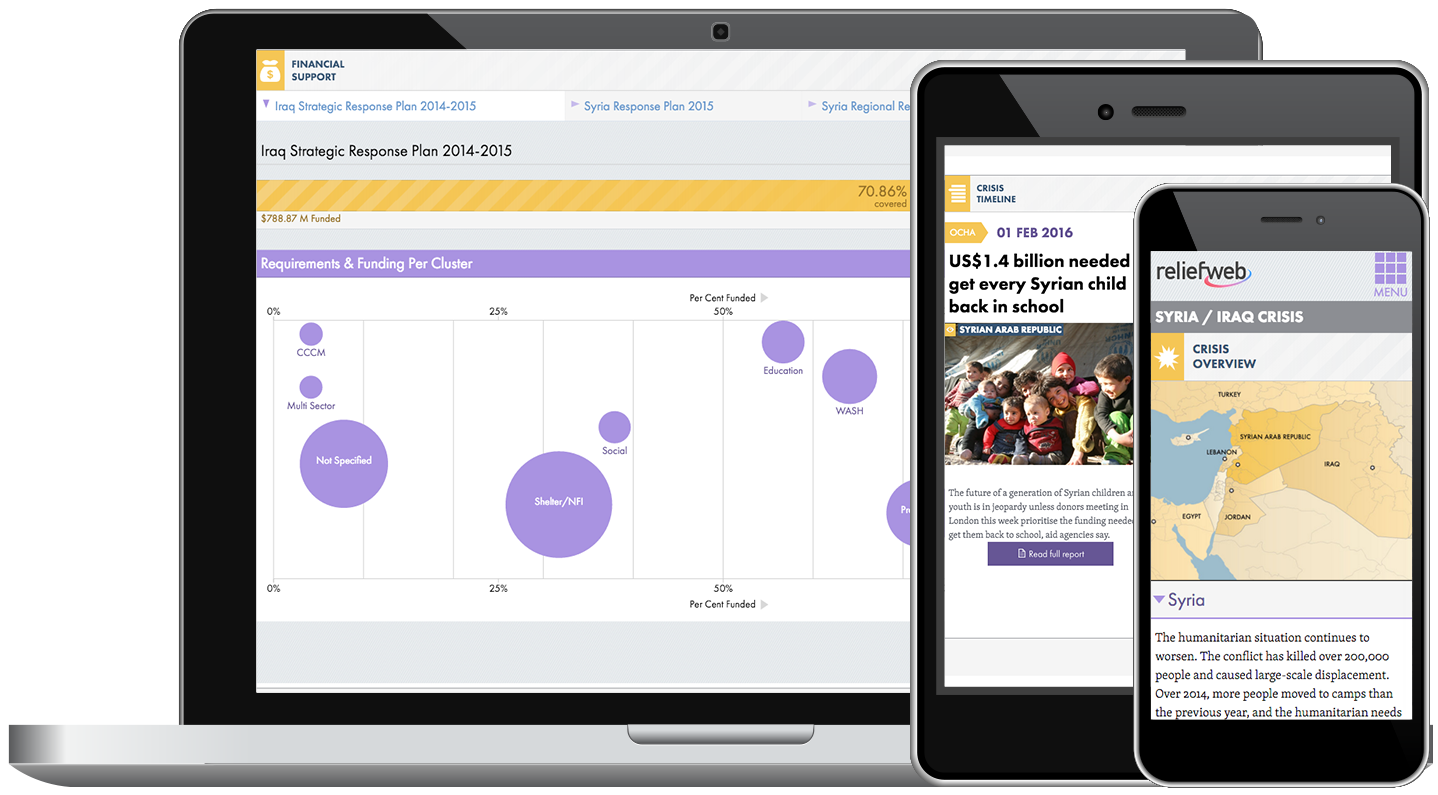 FINANCIAL
SUPPORT
Iraq Strategic Response Plan 2014-2015
Syria Response Plan 2015
Syria Regional Re
Iraq Strategic Response Plan 2014-2015
70.86%
covered
$788.87 M Funded
Requirements & Funding Per Cluster
Per Cent Funded
0%
25%
50%
CCCM
Multi Sector
Not Specified
Shelter/NFI
Social
Education
WASH
0%
25%
50%
Per Cent Funded
CRISIS
TIMELINE
OCHA
01 FEB 2016
US$1.4 billion needed
get every Syrian child
back in school
SYRIAN ARAB REPUBLIC
The future of a generation of Syrian children
youth is in jeopardy unless donors meeting in
London this week prioritise the funding neede
get them back to school, aid agencies say.
Read full report
reliefweb
MENU
SYRIA / IRAQ CRISIS
CRISIS
OVERVIEW
TURKEY
SYRIAN ARAB REPUBLIC
LEBANON
IRAQ
EGYPT
JORDAN
Syria
The humanitarian situation continues to
worsen. The conflict has killed over 200,000
people and caused large-scale displacement.
Over 2014, more people moved to camps than
the previous year, and the humanitarian needs